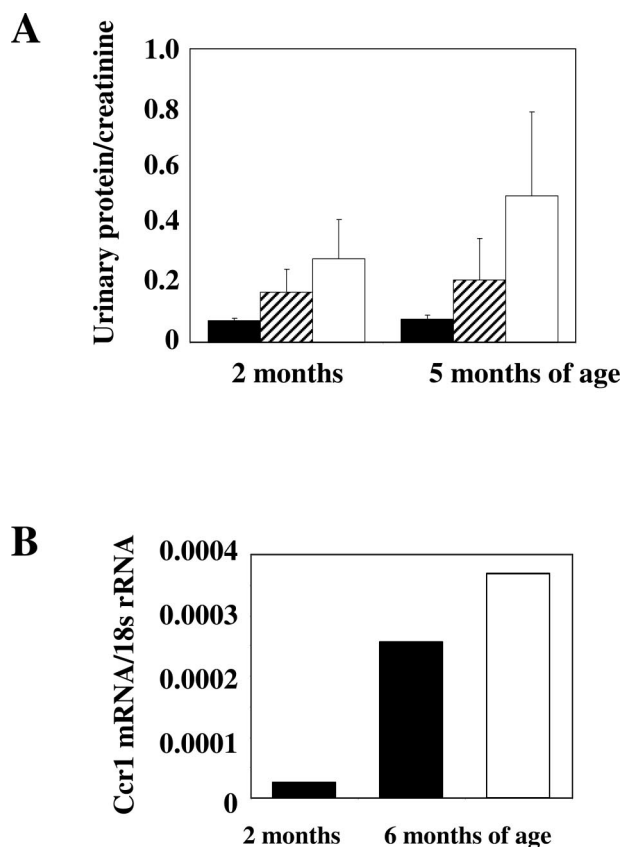 A
Urinary protein/creatinine
1.0
0.8
0.6
0.4
0.2
0
2 months
5 months of age
B
Ccr1 mRNA/18s rRNA
0.0004
0.0003
0.0002
0.0001
0
2 months
6 months of age